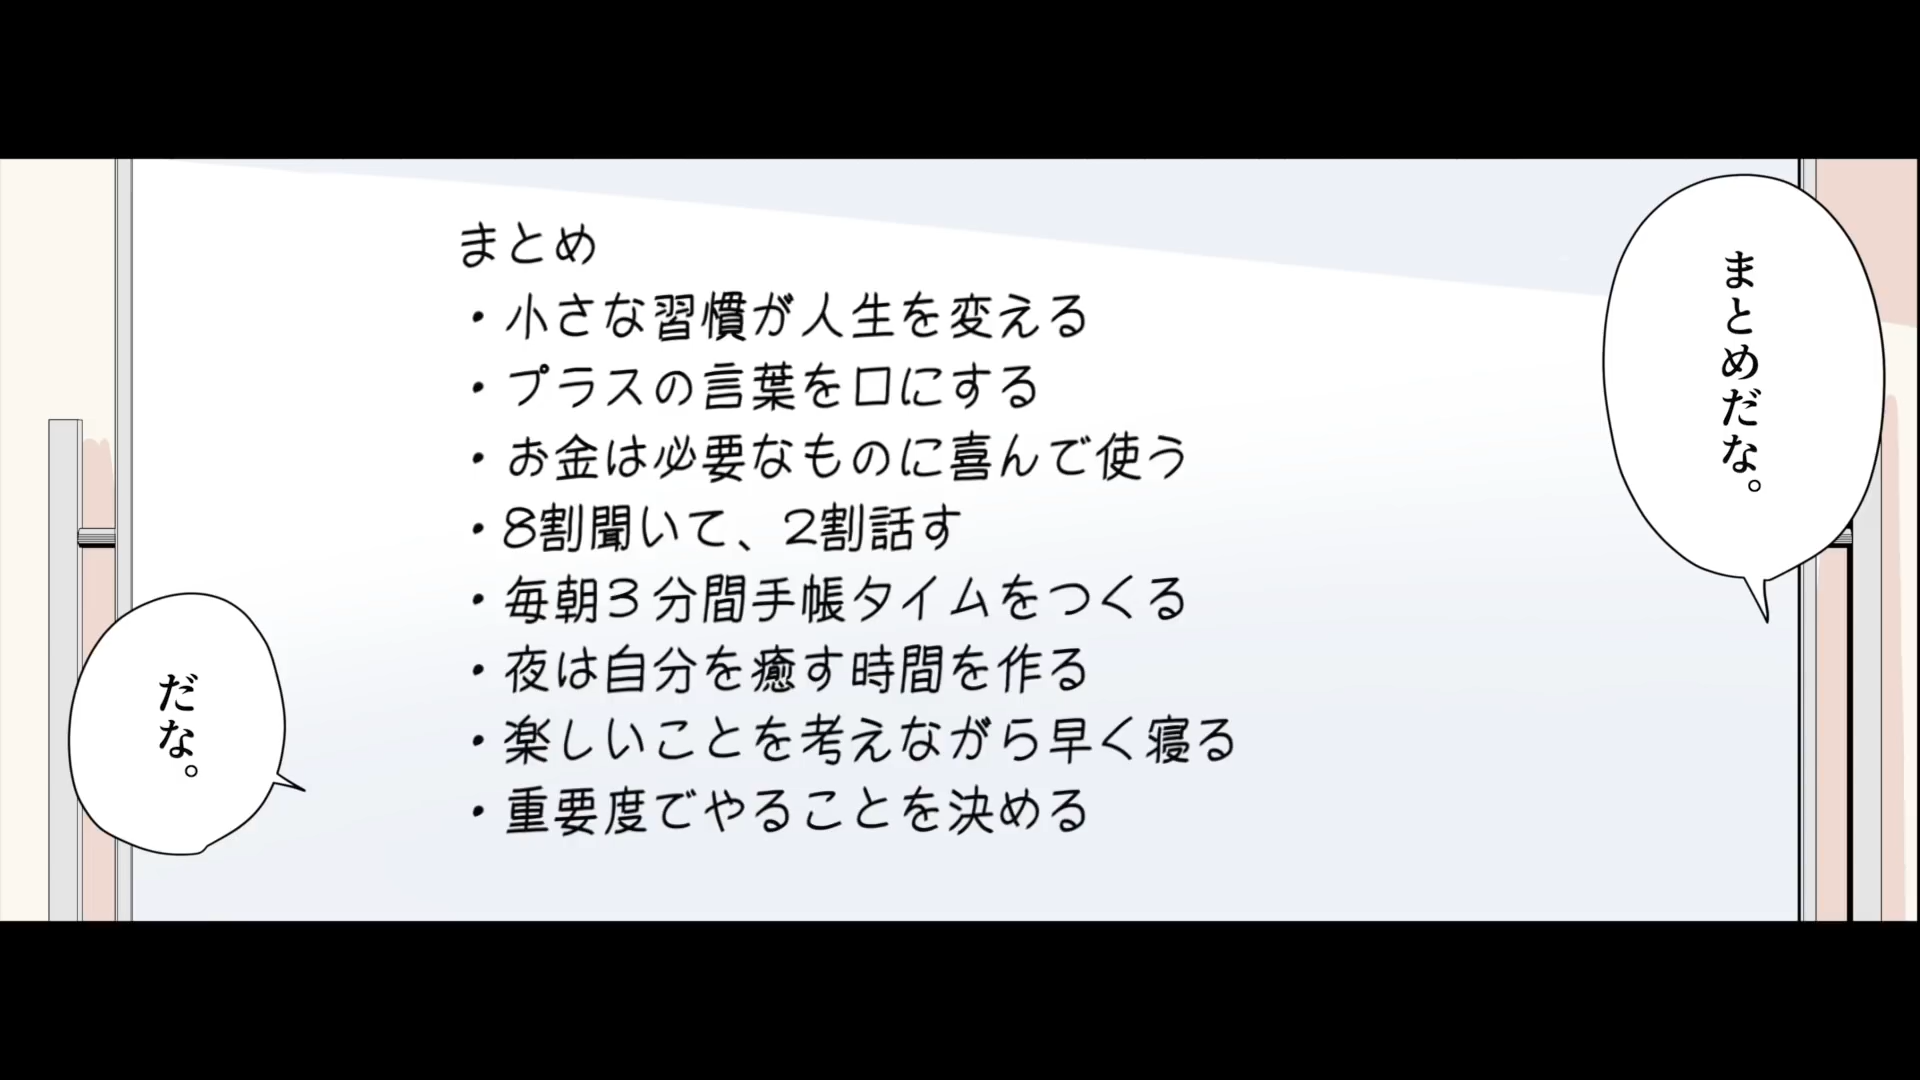 まとめだな。
まとめ
・小さな習慣が人生を変える
・プラスの言葉を口にする
・お金は必要なものに喜んで使う
・8割聞いて、2割話す
・毎朝３分間手帳タイムをつくる
・夜は自分を癒す時間を作る
・楽しいことを考えながら早く寝る
・重要度でやることを決める
だな。